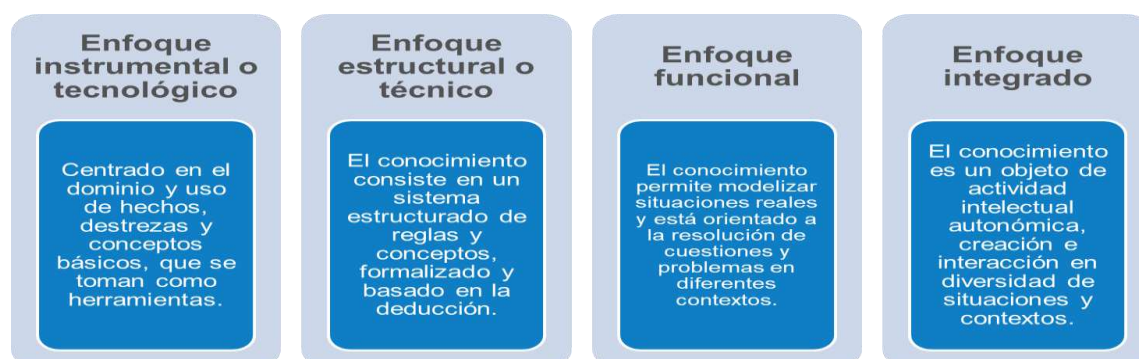 Enfoque
instrumental o
tecnológico
Centrado en el
dominio y uso
de hechos,
destrezas y
conceptos
básicos, que se
toman como
herramientas.
Enfoque
estructural o
técnico
El conocimiento
consiste en un
sistema
estructurado de
reglas y
conceptos,
formalizado y
basado en la
deducción.
Enfoque
funcional
El conocimiento
permite modelizar
situaciones reales
y está orientado a
la resolución de
cuestiones y
problemas en
diferentes
contextos.
Enfoque
integrado
El conocimiento
es un objeto de
actividad
intelectual
autonómica,
creación e
interacción en
diversidad de
situaciones y
contextos.